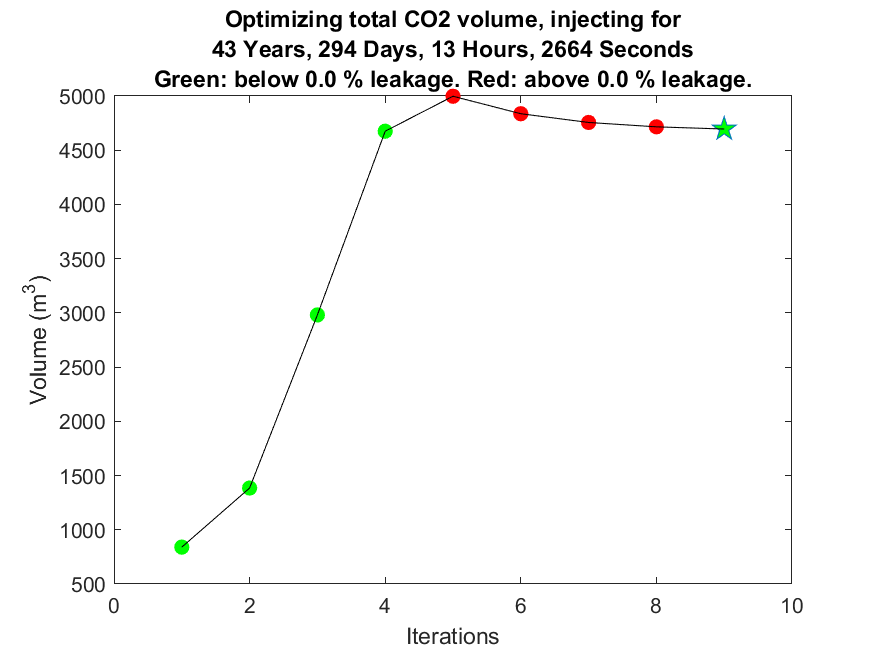 Optimizing total CO2 volume, injecting for
43 Years, 294 Days, 13 Hours, 2664 Seconds
Green: below 0.0 % leakage. Red: above 0.0 % leakage.
5000
4500
4000
3500
3000
2500
2000
1500
1000
500
Volume (m³)
0 2 4 6 8 10
Iterations